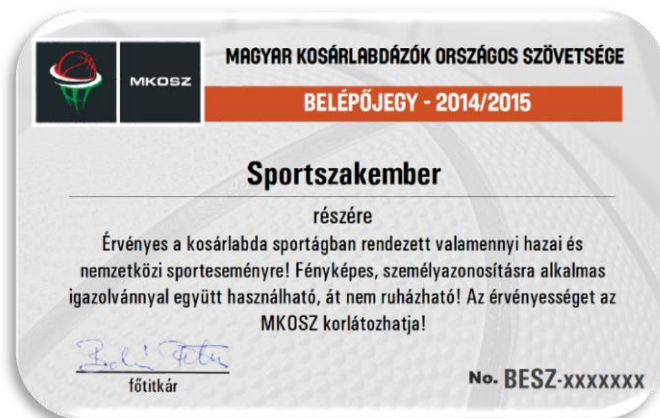 MKOSZ
MAGYAR KOSÁRLABDÁZÓK ORSZÁGOS SZÖVETSÉGE
BELÉPŐJEGY - 2014/2015
Sportszakember
részére
Érvényes a kosárlabda sportágban rendezett valamennyi hazai és
nemzetközi sporteseményre! Fényképes, személyazonosításra alkalmas
igazolvánnyal együtt használható, át nem ruházható! Az érvényességet az
MKOSZ korlátozhatja!
főtitkár
No. BESZ-xxxxxxx